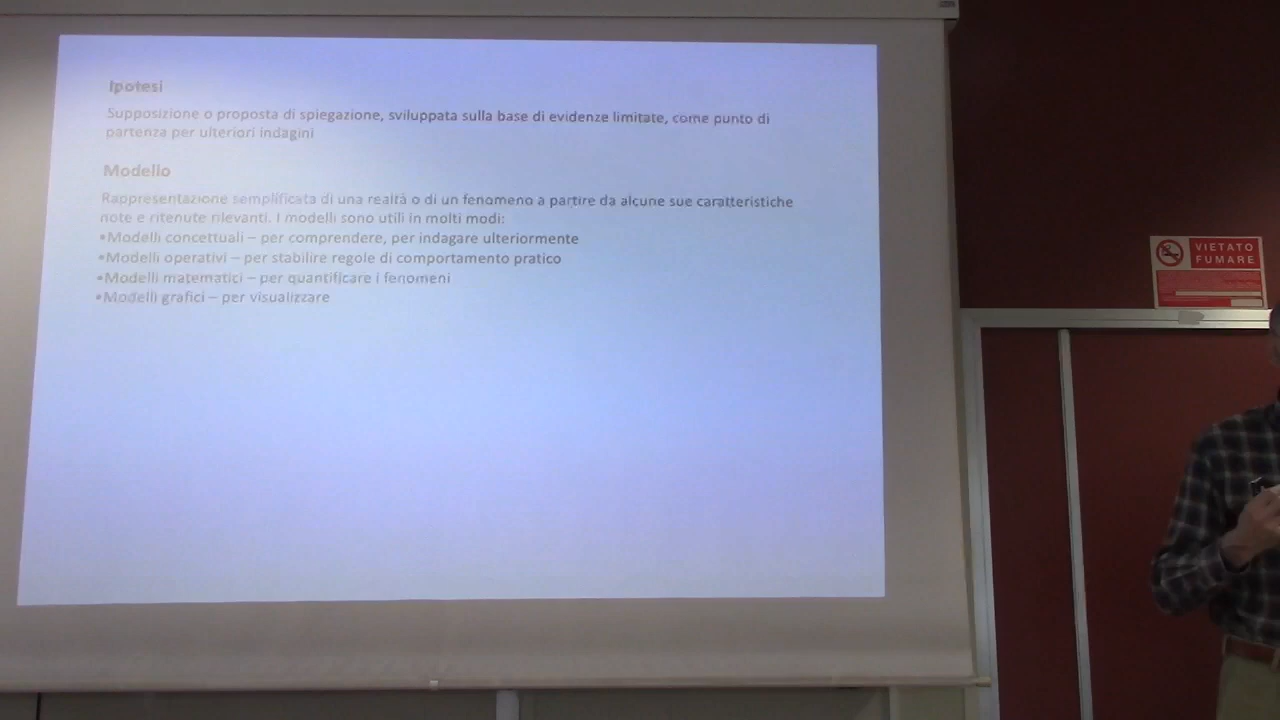 Ipotesi
Supposizione o proposta di spiegazione, sviluppata sulla base di evidenze limitate, come punto di
partenza per ulteriori indagini
Modello
Rappresentazione semplificata di una realtà o di un fenomeno a partire da alcune sue caratteristiche
note e ritenute rilevanti. I modelli sono utili in molti modi:
•Modelli concettuali – per comprendere, per indagare ulteriormente
•Modelli operativi – per stabilire regole di comportamento pratico
•Modelli matematici – per quantificare i fenomeni
•Modelli grafici – per visualizzare
VIETATO
FUMARE